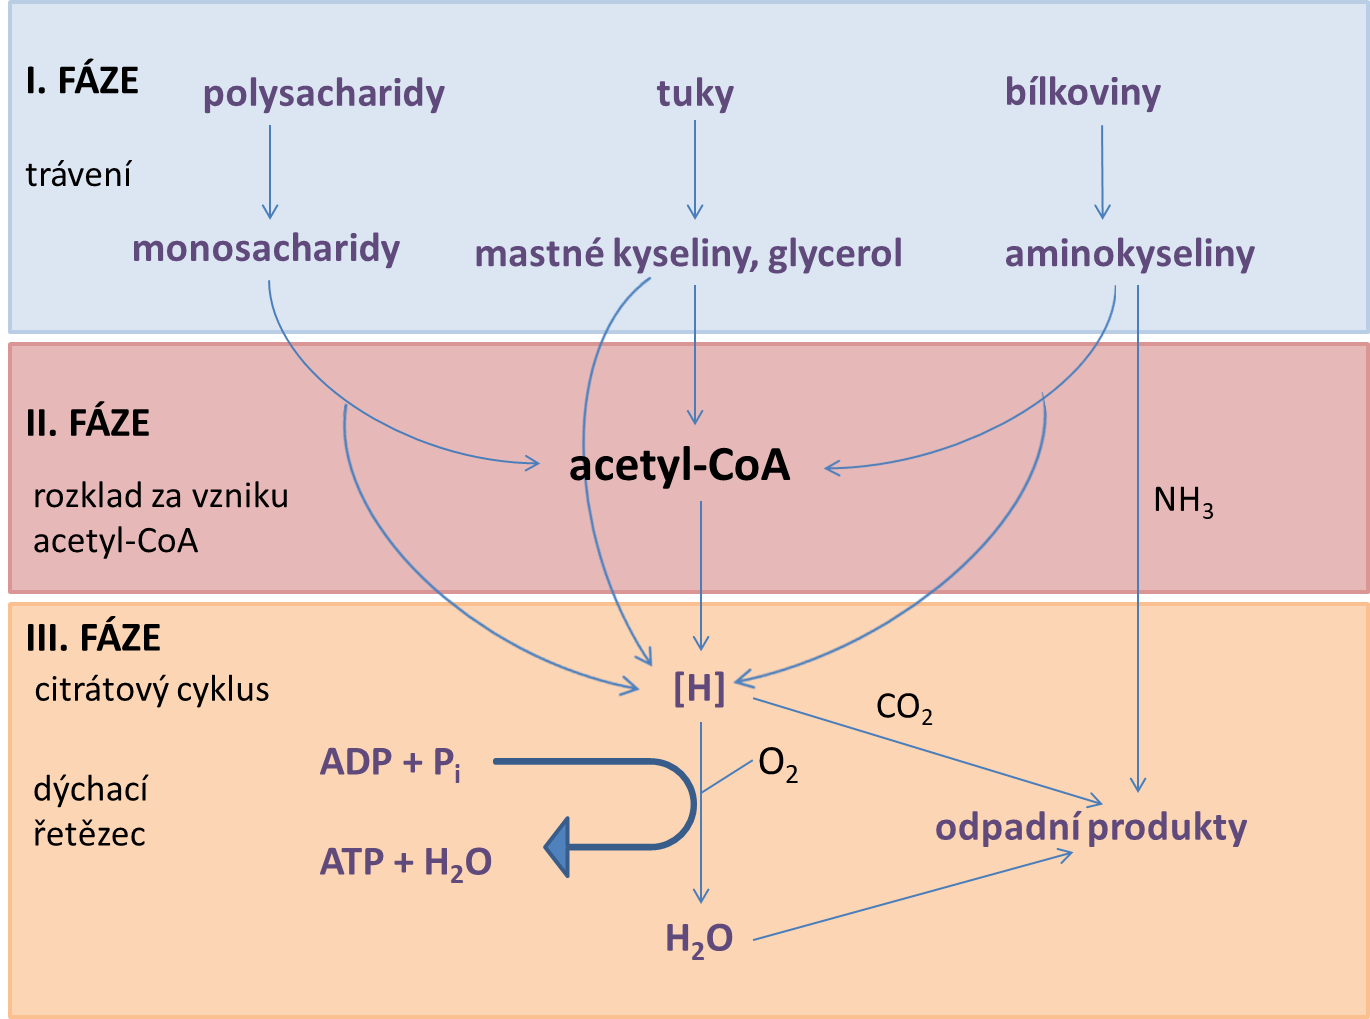 I. FÁZE
polysacharidy
tuky
bílkoviny
trávení
monosacharidy
mastné kyseliny, glycerol
aminokyseliny
II. FÁZE
acetyl-CoA
rozklad za vzniku
acetyl-CoA
NH₃
III. FÁZE
citrátový cyklus
[H]
CO₂
ADP + Pᵢ
O₂
dýchací
řetězec
odpadní produkty
ATP + H₂O
H₂O